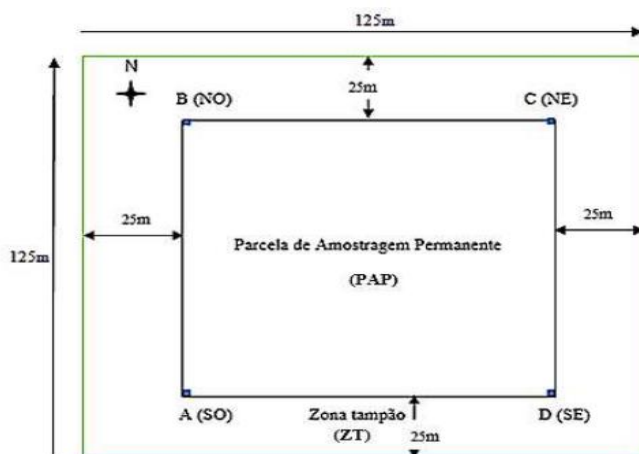 125m
N
25m
B (NO)
C (NE)
25m
25m
125m
Parcela de Amostragem Permanente
(PAP)
A (SO)
Zona tampão
D (SE)
(ZT)
25m